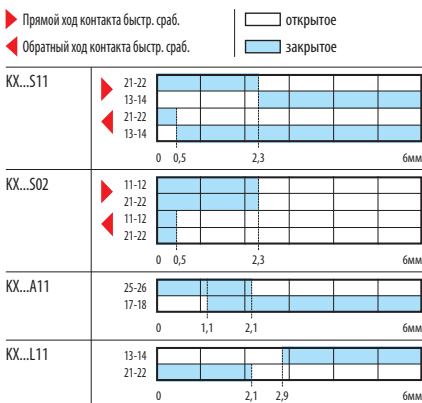 Прямой ход контакта быстр. сраб.
открытое
Обратный ход контакта быстр. сраб.
закрытое
KX...S11
21-22
13-14
21-22
13-14
0 0,5 2,3 6мм
KX...S02
11-12
21-22
11-12
21-22
0 0,5 2,3 6мм
KX...A11
25-26
17-18
0 1,1 2,1 6мм
KX...L11
13-14
21-22
0 2,1 2,9 6мм